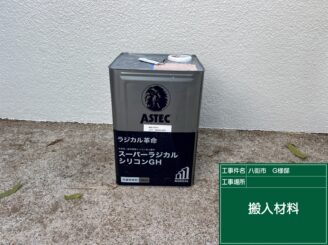 ASTEC
ラジカル革命
スーパーラジカル
シリコンGH
工事件名 八街市 G様邸
工事場所
搬入材料